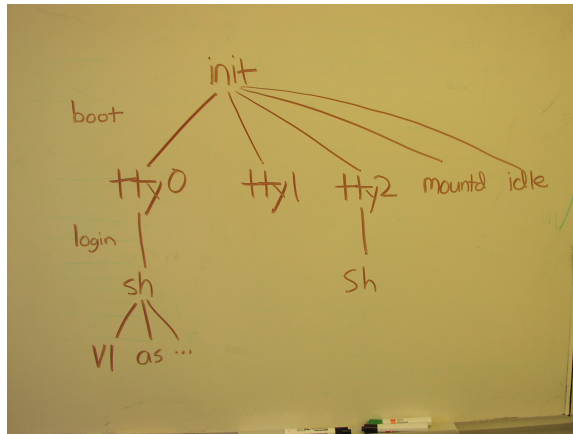 init
boot
tty0 tty1 tty2 mountd idle
login
sh sh
VI as ...